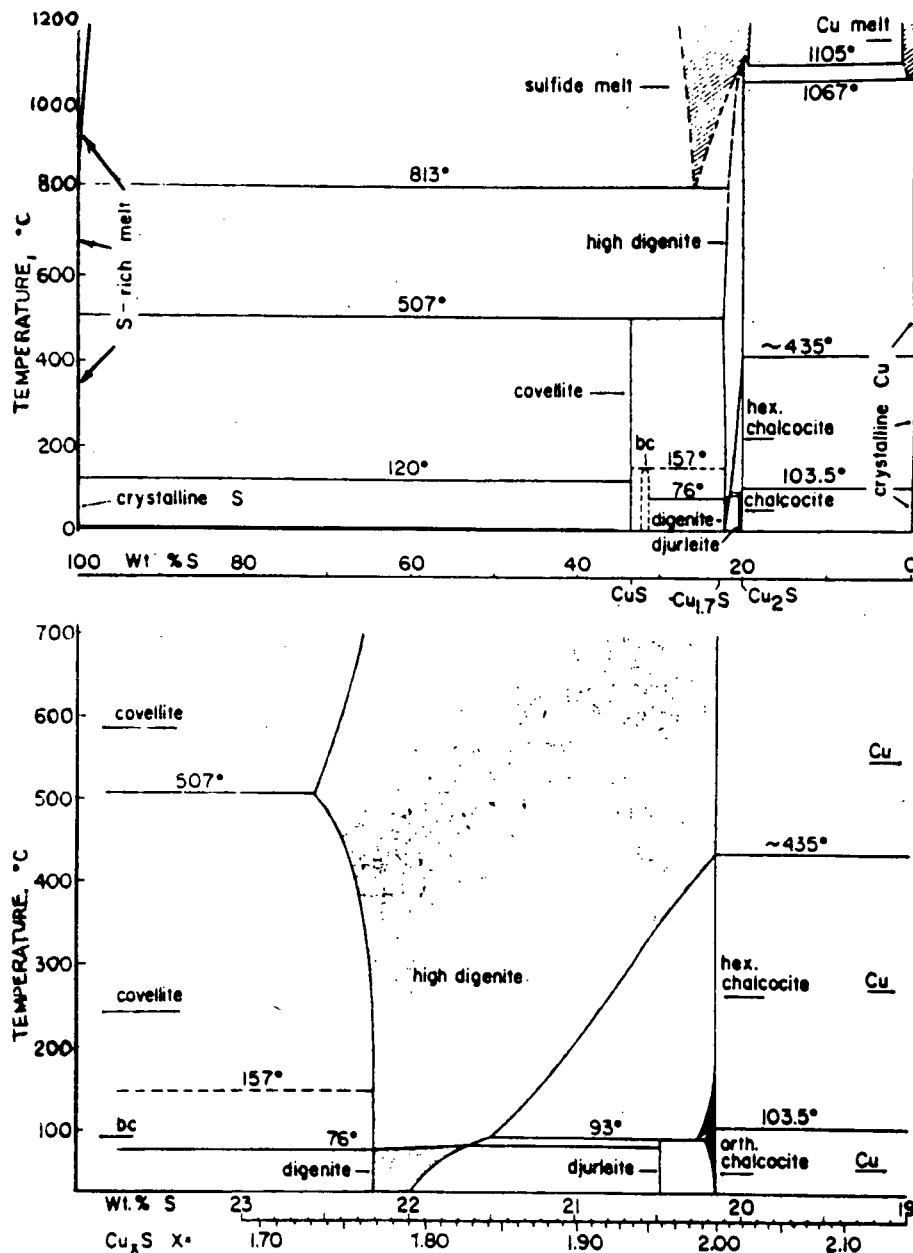 1200
Cu melt
1105°
sulfide melt
1000
1067°
813°
800
TEMPERATURE, °C
S-rich melt
high digenite
600
507°
400
~435°
covellite
hex. chalcocite
crystalline Cu
200
bc
157°
120°
76°
103.5°
crystalline S
chalcocite
digenite-
djurleite
0
Wt. % S
100
80
60
40
20
0
CuS
Cu1.7S
Cu2S
700
covellite
600
Cu
507°
500
~435°
400
TEMPERATURE, °C
high digenite
300
hex. chalcocite
Cu
covellite
200
157°
bc
100
76°
93°
103.5°
digenite
djurleite
orth. chalcocite
Cu
Wt.% S
23
22
21
20
19
CuxS X=
1.70
1.80
1.90
2.00
2.10